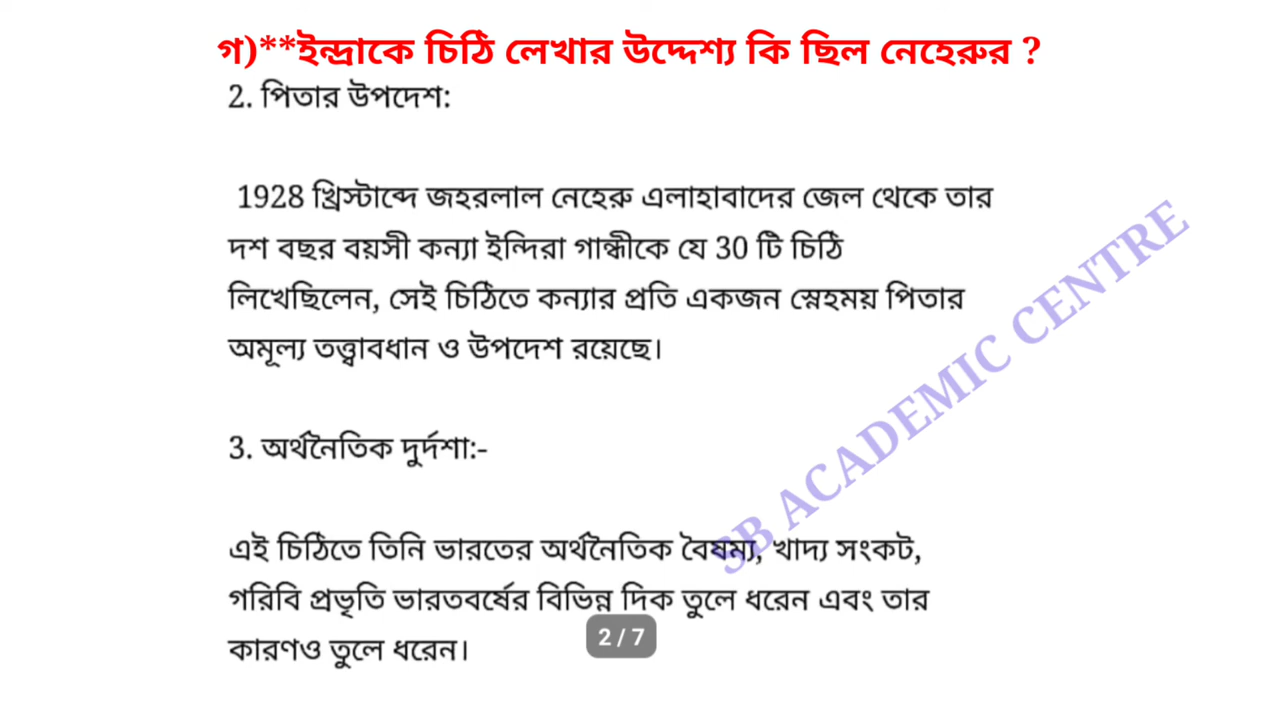 গ)**ইন্দ্রাকে চিঠি লেখার উদ্দেশ্য কি ছিল নেহেরুর ?
2. পিতার উপদেশ:
1928 খ্রিস্টাব্দে জহরলাল নেহেরু এলাহাবাদের জেল থেকে তার
দশ বছর বয়সী কন্যা ইন্দিরা গান্ধীকে যে 30 টি চিঠি
লিখেছিলেন, সেই চিঠিতে কন্যার প্রতি একজন স্নেহময় পিতার
অমূল্য তত্ত্বাবধান ও উপদেশ রয়েছে।
3. অর্থনৈতিক দুর্দশা:-
এই চিঠিতে তিনি ভারতের অর্থনৈতিক বৈষম্য, খাদ্য সংকট,
গরিবি প্রভৃতি ভারতবর্ষের বিভিন্ন দিক তুলে ধরেন এবং তার
কারণও তুলে ধরেন।
2 / 7
SB ACADEMIC CENTRE